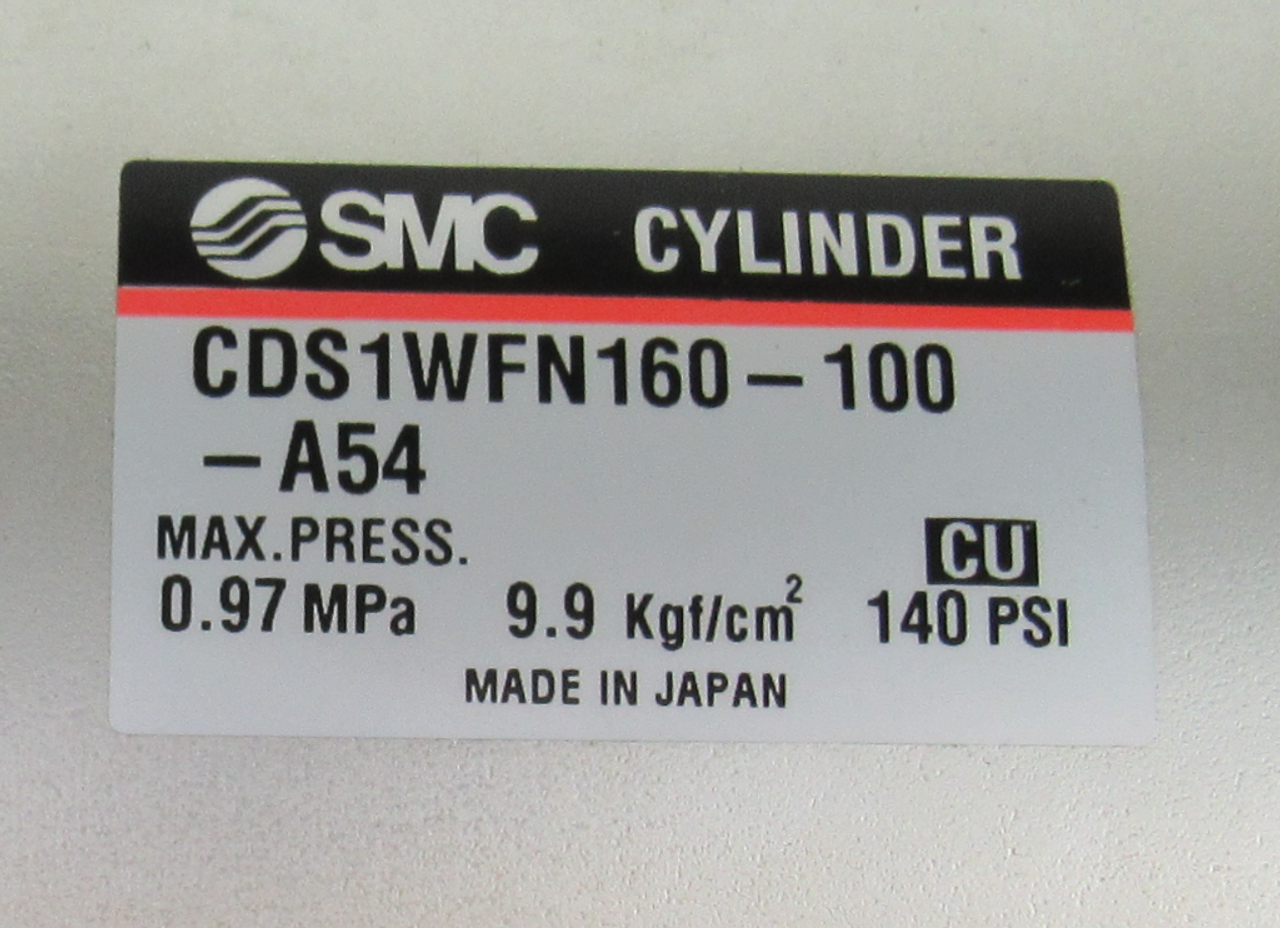 SMC CYLINDER
CDS1WFN160-100
-A54
MAX.PRESS.
CU
0.97 MPa 9.9 Kgf/cm² 140 PSI
MADE IN JAPAN